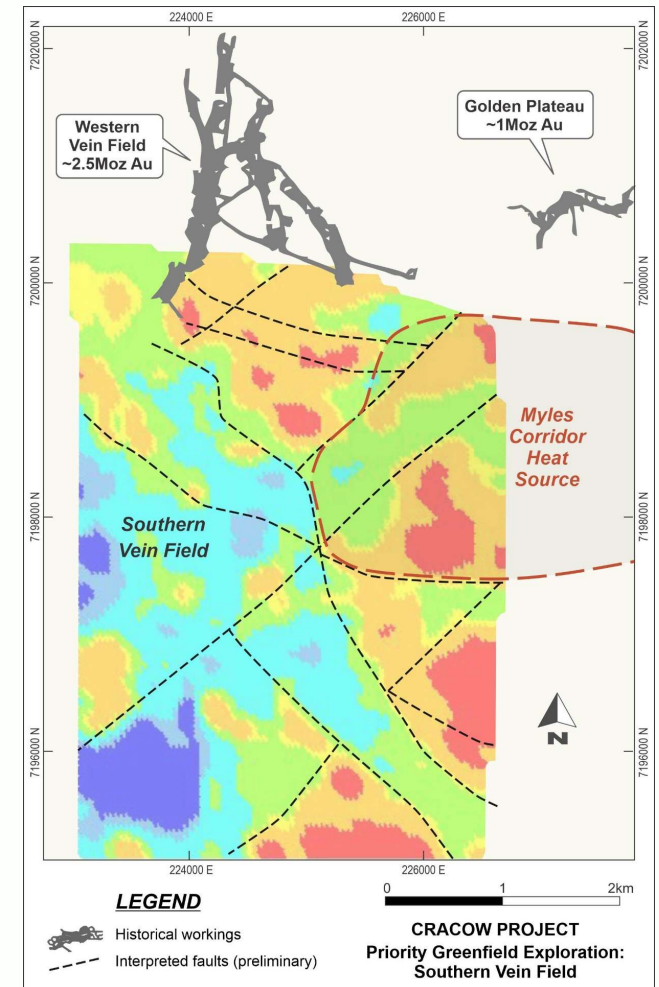 224000 E
226000 E
7202000 N
7202000 N
Western
Vein Field
~2.5Moz Au
Golden Plateau
~1Moz Au
7200000 N
7200000 N
Myles
Corridor
Heat
Source
7198000 N
7198000 N
Southern
Vein Field
N
7196000 N
7196000 N
224000 E
226000 E
LEGEND
Historical workings
Interpreted faults (preliminary)
0
1
2km
CRACOW PROJECT
Priority Greenfield Exploration:
Southern Vein Field